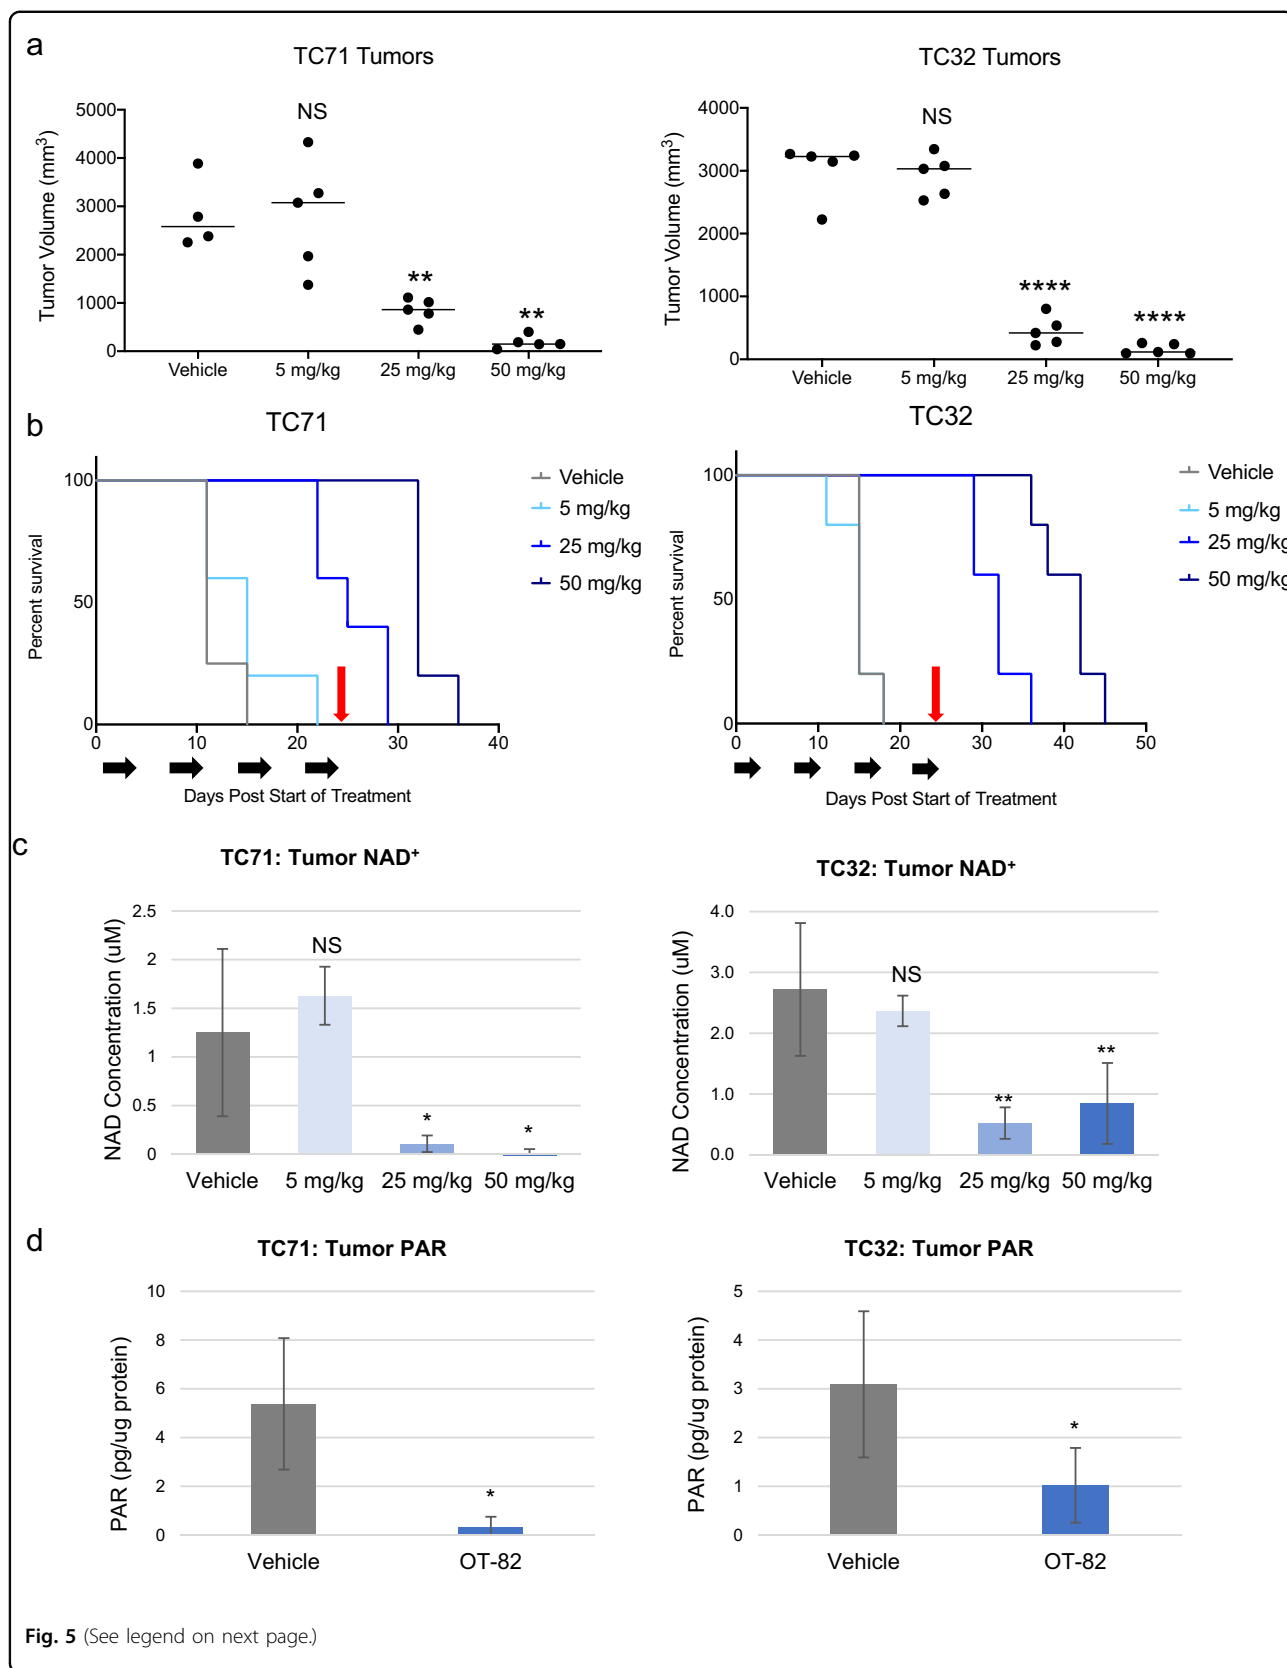 a
TC71 Tumors
TC32 Tumors
Tumor Volume (mm³)
5000
4000
3000
2000
1000
0
NS
**
**
Vehicle
5 mg/kg
25 mg/kg
50 mg/kg
Tumor Volume (mm³)
4000
3000
2000
1000
0
NS
****
****
Vehicle
5 mg/kg
25 mg/kg
50 mg/kg
b
TC71
TC32
Percent survival
100
50
0
0
10
20
30
40
Days Post Start of Treatment
Vehicle
5 mg/kg
25 mg/kg
50 mg/kg
Percent survival
100
50
0
0
10
20
30
40
50
Days Post Start of Treatment
Vehicle
5 mg/kg
25 mg/kg
50 mg/kg
c
TC71: Tumor NAD⁺
TC32: Tumor NAD⁺
NAD Concentration (uM)
2.5
2
1.5
1
0.5
0
NS
*
*
Vehicle
5 mg/kg
25 mg/kg
50 mg/kg
NAD Concentration (uM)
4.0
3.0
2.0
1.0
0.0
NS
**
**
Vehicle
5 mg/kg
25 mg/kg
50 mg/kg
d
TC71: Tumor PAR
TC32: Tumor PAR
PAR (pg/ug protein)
10
8
6
4
2
0
*
Vehicle
OT-82
PAR (pg/ug protein)
5
4
3
2
1
0
*
Vehicle
OT-82
Fig. 5 (See legend on next page.)